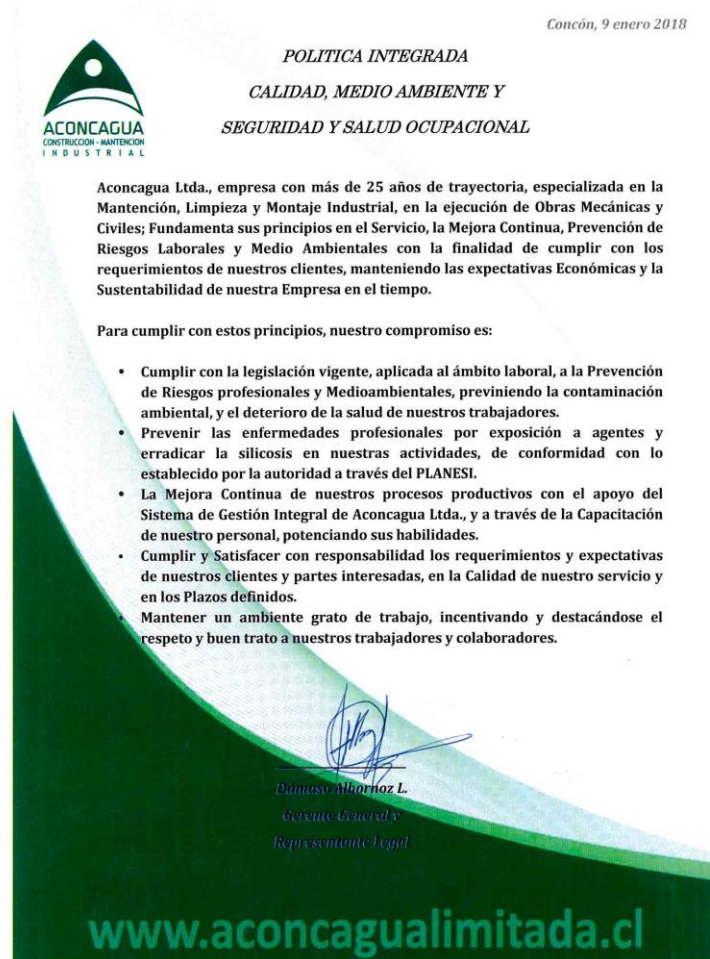 Concón, 9 enero 2018
POLITICA INTEGRADA
CALIDAD, MEDIO AMBIENTE Y
SEGURIDAD Y SALUD OCUPACIONAL
ACONCAGUA
CONSTRUCCION - MANTENCION
INDUSTRIAL
Aconcagua Ltda., empresa con más de 25 años de trayectoria, especializada en la
Mantención, Limpieza y Montaje Industrial, en la ejecución de Obras Mecánicas y
Civiles; Fundamenta sus principios en el Servicio, la Mejora Continua, Prevención de
Riesgos Laborales y Medio Ambientales con la finalidad de cumplir con los
requerimientos de nuestros clientes, manteniendo las expectativas Económicas y la
Sustentabilidad de nuestra Empresa en el tiempo.
Para cumplir con estos principios, nuestro compromiso es:
• Cumplir con la legislación vigente, aplicada al ámbito laboral, a la Prevención
de Riesgos profesionales y Medioambientales, previniendo la contaminación
ambiental, y el deterioro de la salud de nuestros trabajadores.
• Prevenir las enfermedades profesionales por exposición a agentes y
erradicar la silicosis en nuestras actividades, de conformidad con lo
establecido por la autoridad a través del PLANESI.
• La Mejora Continua de nuestros procesos productivos con el apoyo del
Sistema de Gestión Integral de Aconcagua Ltda., y a través de la Capacitación
de nuestro personal, potenciando sus habilidades.
• Cumplir y Satisfacer con responsabilidad los requerimientos y expectativas
de nuestros clientes y partes interesadas, en la Calidad de nuestro servicio y
en los Plazos definidos.
• Mantener un ambiente grato de trabajo, incentivando y destacándose el
respeto y buen trato a nuestros trabajadores y colaboradores.
Dámaso Albornoz L.
Gerente General y
Representante Legal
www.aconcagualimitada.cl